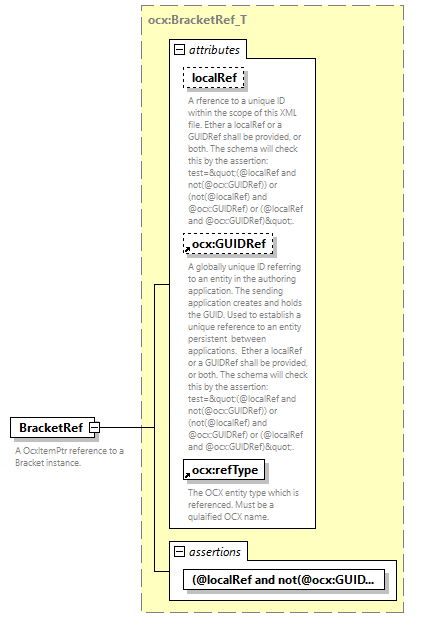 ocx:BracketRef_T
attributes
localRef
A rference to a unique ID
within the scope of this XML
file. Ether a localRef or a
GUIDRef shall be provided, or
both. The schema will check
this by the assertion:
test=&quot;(@localRef and
not(@ocx:GUIDRef)) or
(not(@localRef) and
@ocx:GUIDRef) or (@localRef
and @ocx:GUIDRef)&quot;.
ocx:GUIDRef
A globally unique ID referring
to an entity in the authoring
application. The sending
application creates and holds
the GUID. Used to establish a
unique reference to an entity
persistent between
applications. Ether a localRef
or a GUIDRef shall be provided,
or both. The schema will check
this by the assertion:
test=&quot;(@localRef and
not(@ocx:GUIDRef)) or
(not(@localRef) and
@ocx:GUIDRef) or (@localRef
and @ocx:GUIDRef)&quot;.
BracketRef
A OcxItemPtr reference to a
Bracket instance.
ocx:refType
The OCX entity type which is
referenced. Must be a
qulaified OCX name.
assertions
(@localRef and not(@ocx:GUID...